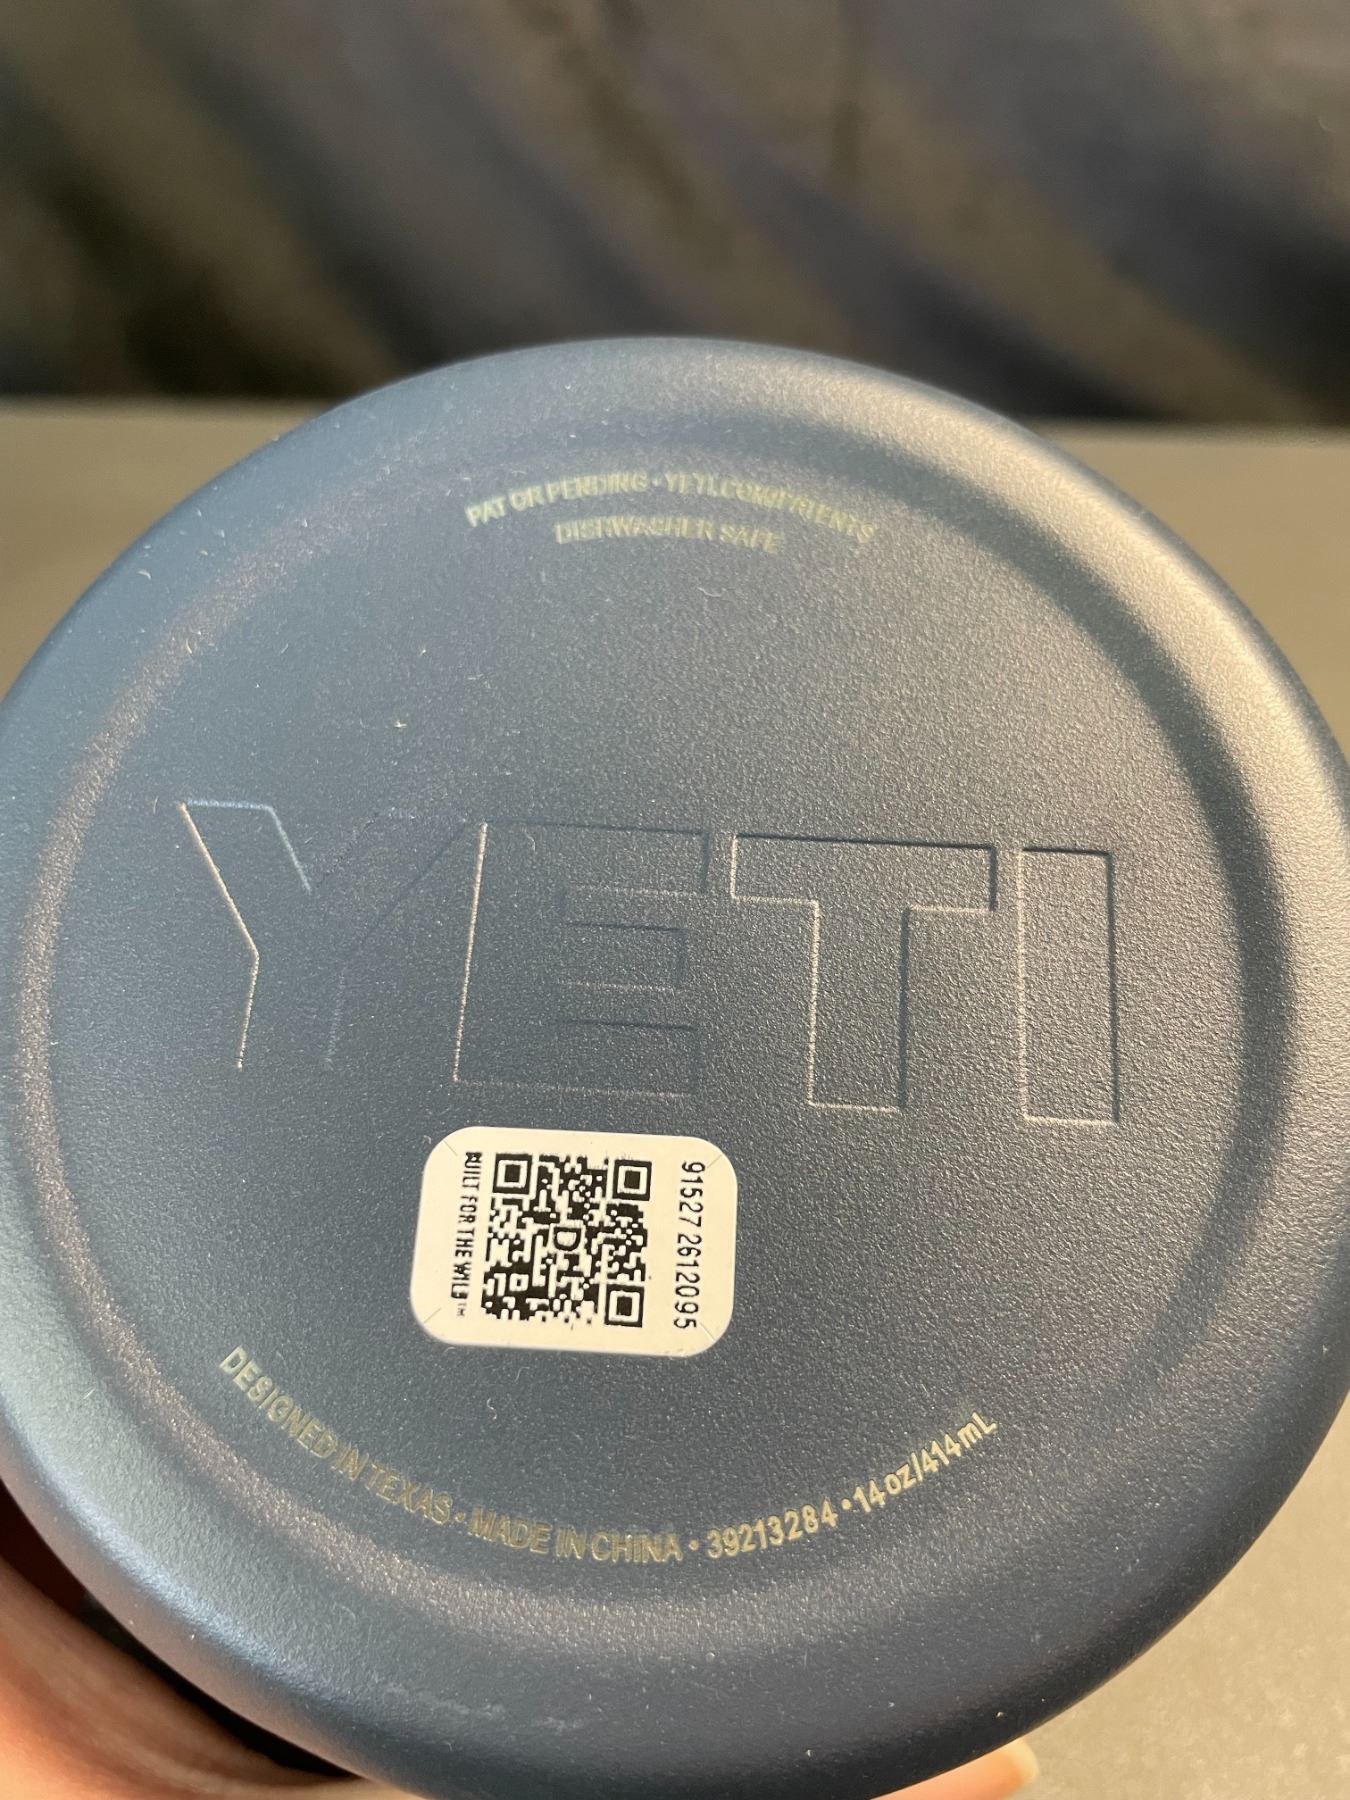 PAT OR PENDING • YETI.COM/PATENTS
DISHWASHER SAFE
YETI
91527 2612095
BUILT FOR THE WILD™
DESIGNED IN TEXAS • MADE IN CHINA • 39213284 • 14oz/414mL